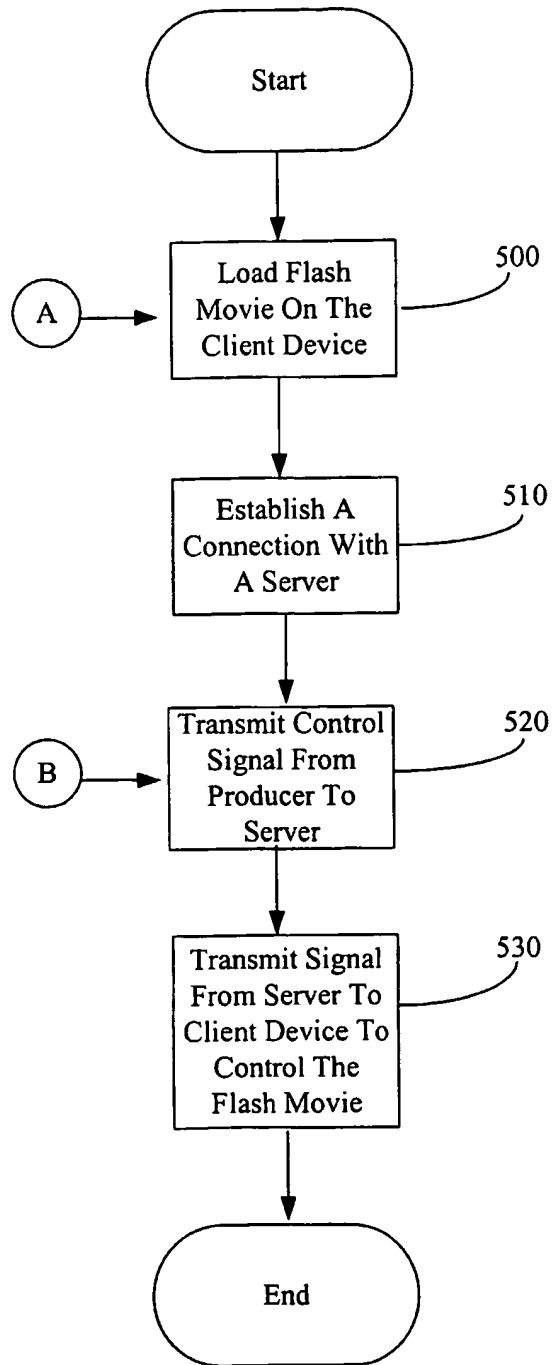 Start
Load Flash
Movie On The
Client Device
500
A
Establish A
Connection With
A Server
510
Transmit Control
Signal From
Producer To
Server
520
B
Transmit Signal
From Server To
Client Device To
Control The
Flash Movie
530
End